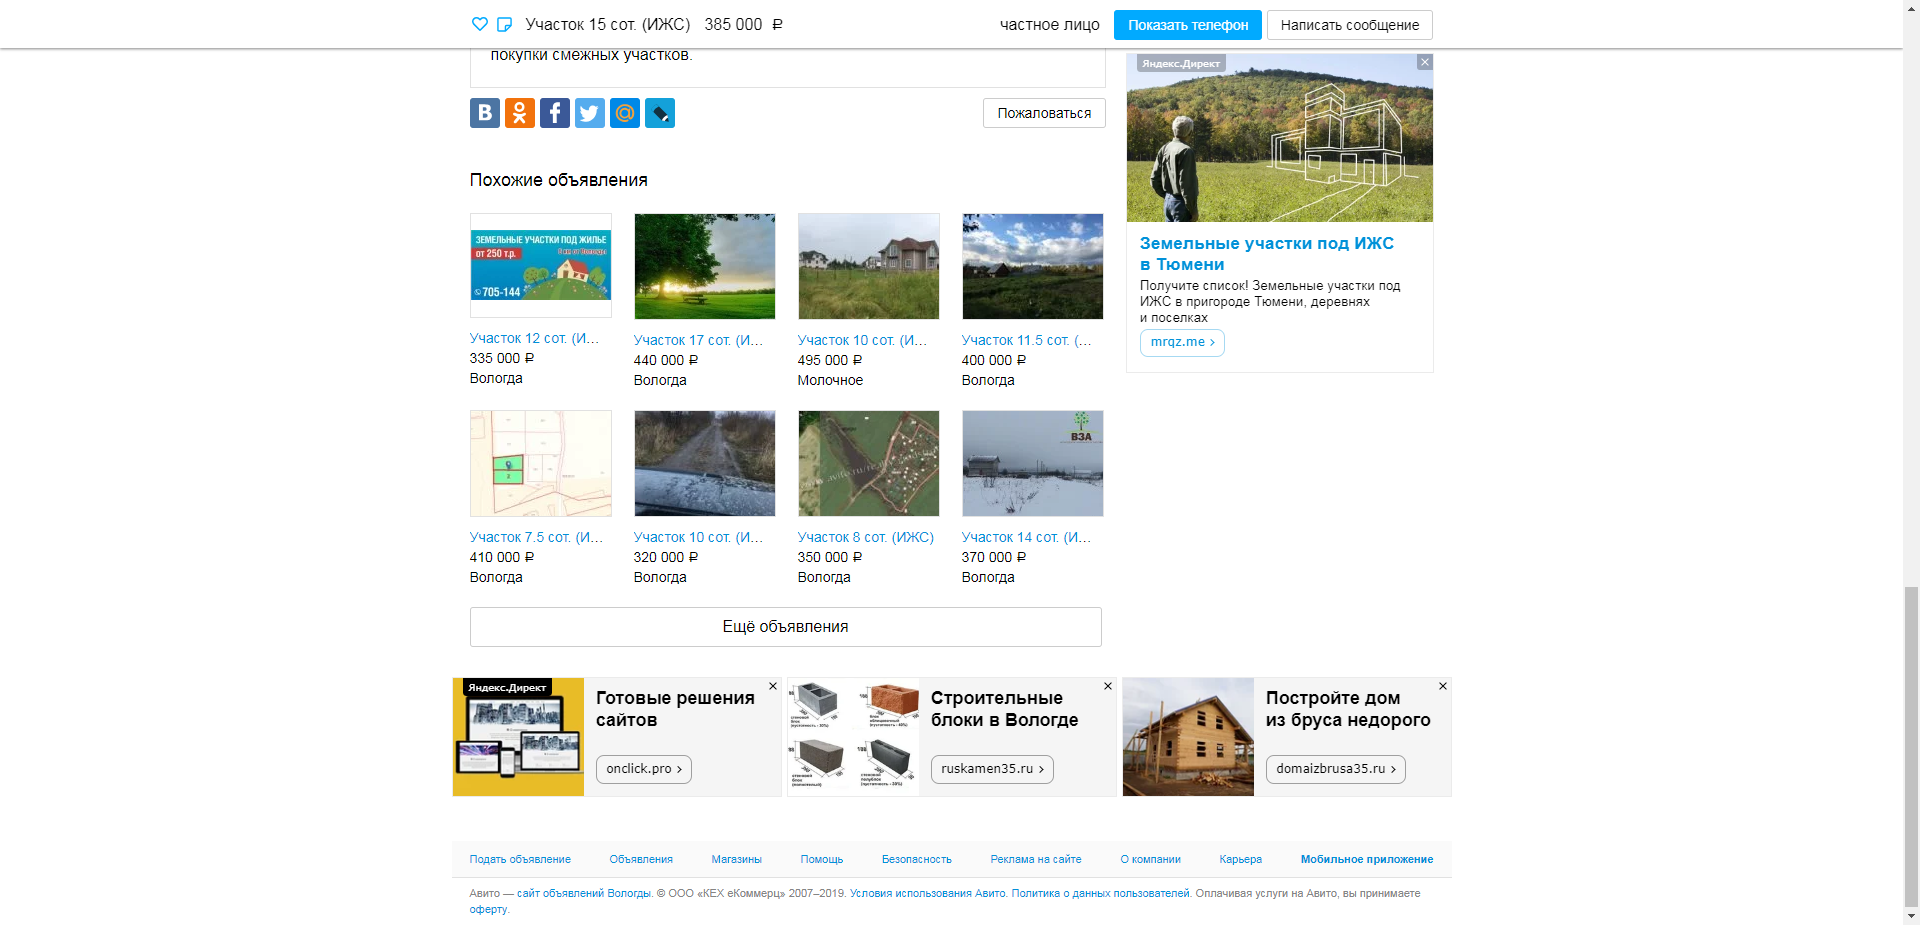 Участок 15 сот. (ИЖС) 385 000 ₽ частное лицо Показать телефон Написать сообщение
покупки смежных участков.
Пожаловаться
Похожие объявления
ЗЕМЕЛЬНЫЕ УЧАСТКИ ПОД ЖИЛЬЕ
от 250 т.р.
705-144
Участок 12 сот. (И...
335 000 ₽
Вологда
Участок 17 сот. (И...
440 000 ₽
Вологда
Участок 10 сот. (И...
495 000 ₽
Молочное
Участок 11.5 сот. (...
400 000 ₽
Вологда
ВЗА
Участок 7.5 сот. (И...
410 000 ₽
Вологда
Участок 10 сот. (И...
320 000 ₽
Вологда
Участок 8 сот. (ИЖС)
350 000 ₽
Вологда
Участок 14 сот. (И...
370 000 ₽
Вологда
Ещё объявления
Яндекс.Директ
Земельные участки под ИЖС
в Тюмени
Получите список! Земельные участки под
ИЖС в пригороде Тюмени, деревнях
и поселках
mrqz.me ›
Яндекс.Директ
Готовые решения
сайтов
onclick.pro ›
Строительные
блоки в Вологде
ruskamen35.ru ›
Постройте дом
из бруса недорого
domaizbrusa35.ru ›
Подать объявление Объявления Магазины Помощь Безопасность Реклама на сайте О компании Карьера Мобильное приложение
Авито — сайт объявлений Вологды. © ООО «КЕХ еКоммерц» 2007–2019. Условия использования Авито. Политика о данных пользователей. Оплачивая услуги на Авито, вы принимаете
оферту.